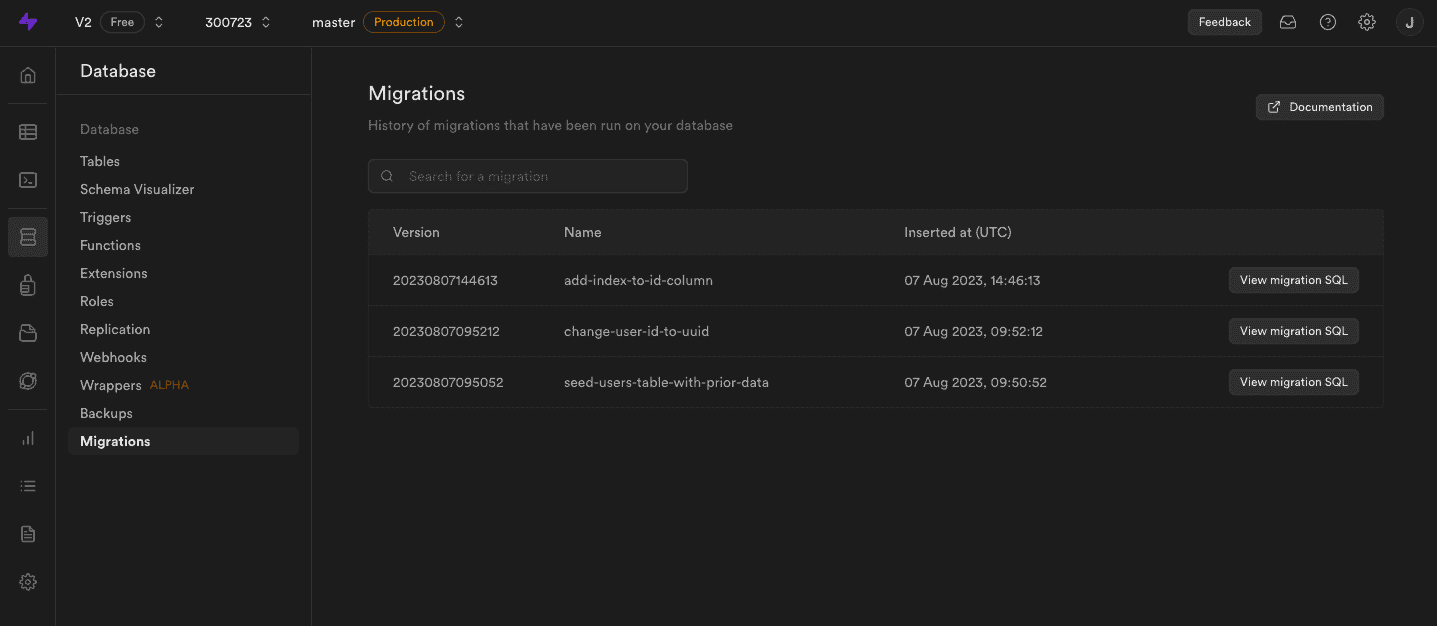 V2 Free 300723 master Production Feedback J
Database
Database
Tables
Schema Visualizer
Triggers
Functions
Extensions
Roles
Replication
Webhooks
Wrappers ALPHA
Backups
Migrations
Migrations
History of migrations that have been run on your database
Documentation
Search for a migration
Version Name Inserted at (UTC)
20230807144613 add-index-to-id-column 07 Aug 2023, 14:46:13 View migration SQL
20230807095212 change-user-id-to-uuid 07 Aug 2023, 09:52:12 View migration SQL
20230807095052 seed-users-table-with-prior-data 07 Aug 2023, 09:50:52 View migration SQL